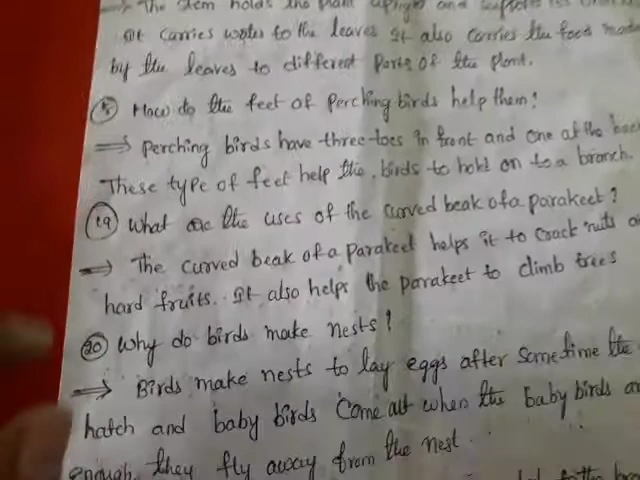 ⇒ The stem holds the plant upright and supports its
It carries water to the leaves It also carries the food made
by the leaves to different parts of the plant.
How do the feet of perching birds help them?
⇒ perching birds have three toes in front and one at the back
These type of feet help the birds to hold on to a branch.
(19) What are the uses of the curved beak of a parakeet?
⇒ The curved beak of a parakeet helps it to crack nuts
hard fruits. It also helps the parakeet to climb trees
(20) Why do birds make nests?
⇒ Birds make nests to lay eggs after sometime the
hatch and baby birds come out when the baby birds
enough they fly away from the nest.